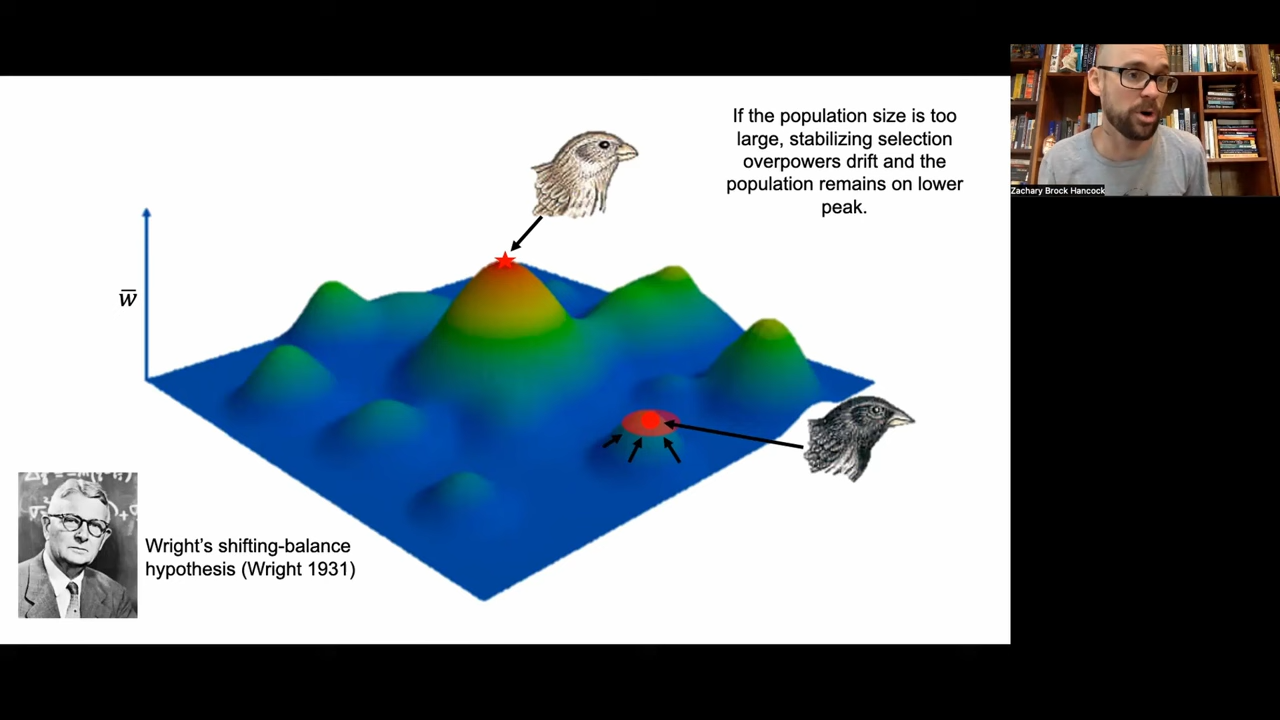 If the population size is too
large, stabilizing selection
overpowers drift and the
population remains on lower
peak.
Zachary Brock Hancock
w̅
Wright’s shifting-balance
hypothesis (Wright 1931)